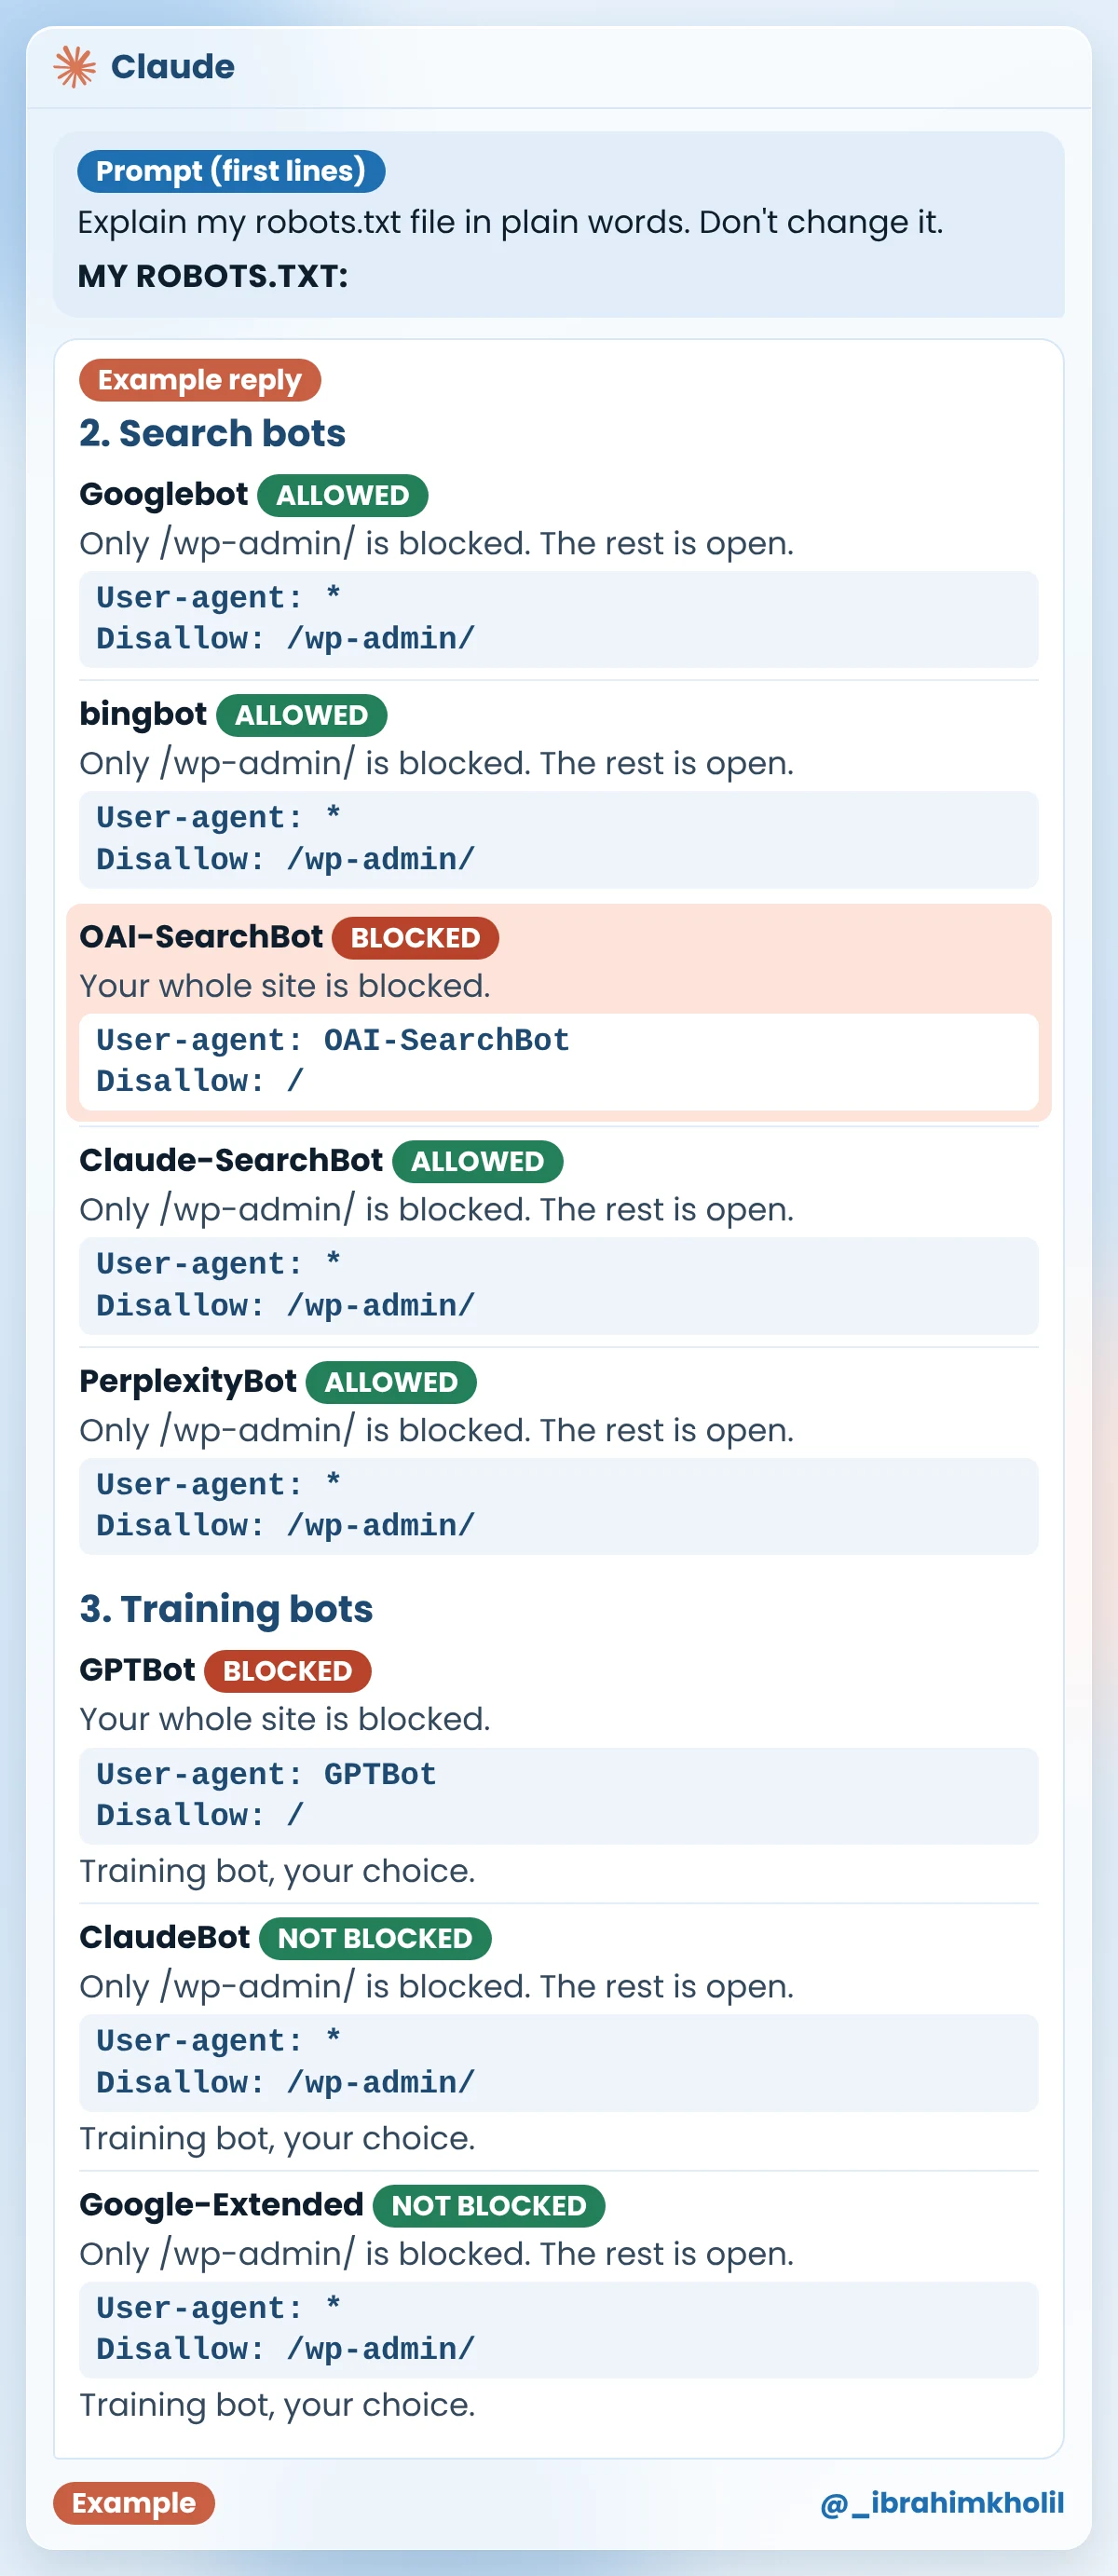 Claude
Prompt (first lines)
Explain my robots.txt file in plain words. Don't change it.
MY ROBOTS.TXT:
Example reply
2. Search bots
Googlebot ALLOWED
Only /wp-admin/ is blocked. The rest is open.
User-agent: *
Disallow: /wp-admin/
bingbot ALLOWED
Only /wp-admin/ is blocked. The rest is open.
User-agent: *
Disallow: /wp-admin/
OAI-SearchBot BLOCKED
Your whole site is blocked.
User-agent: OAI-SearchBot
Disallow: /
Claude-SearchBot ALLOWED
Only /wp-admin/ is blocked. The rest is open.
User-agent: *
Disallow: /wp-admin/
PerplexityBot ALLOWED
Only /wp-admin/ is blocked. The rest is open.
User-agent: *
Disallow: /wp-admin/
3. Training bots
GPTBot BLOCKED
Your whole site is blocked.
User-agent: GPTBot
Disallow: /
Training bot, your choice.
ClaudeBot NOT BLOCKED
Only /wp-admin/ is blocked. The rest is open.
User-agent: *
Disallow: /wp-admin/
Training bot, your choice.
Google-Extended NOT BLOCKED
Only /wp-admin/ is blocked. The rest is open.
User-agent: *
Disallow: /wp-admin/
Training bot, your choice.
Example
@_ibrahimkholil